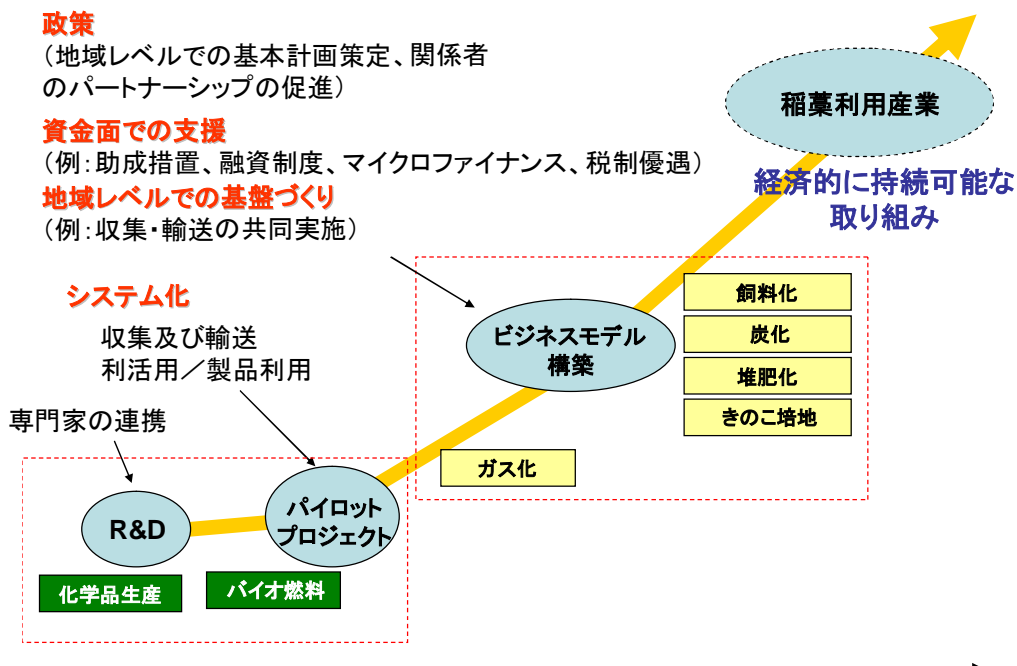 政策
（地域レベルでの基本計画策定、関係者
のパートナーシップの促進）
資金面での支援
（例：助成措置、融資制度、マイクロファイナンス、税制優遇）
地域レベルでの基盤づくり
（例：収集・輸送の共同実施）
稲藁利用産業
経済的に持続可能な
取り組み
システム化
収集及び輸送
利活用／製品利用
専門家の連携
ビジネスモデル
構築
飼料化
炭化
堆肥化
きのこ培地
ガス化
パイロット
プロジェクト
R&D
化学品生産
バイオ燃料